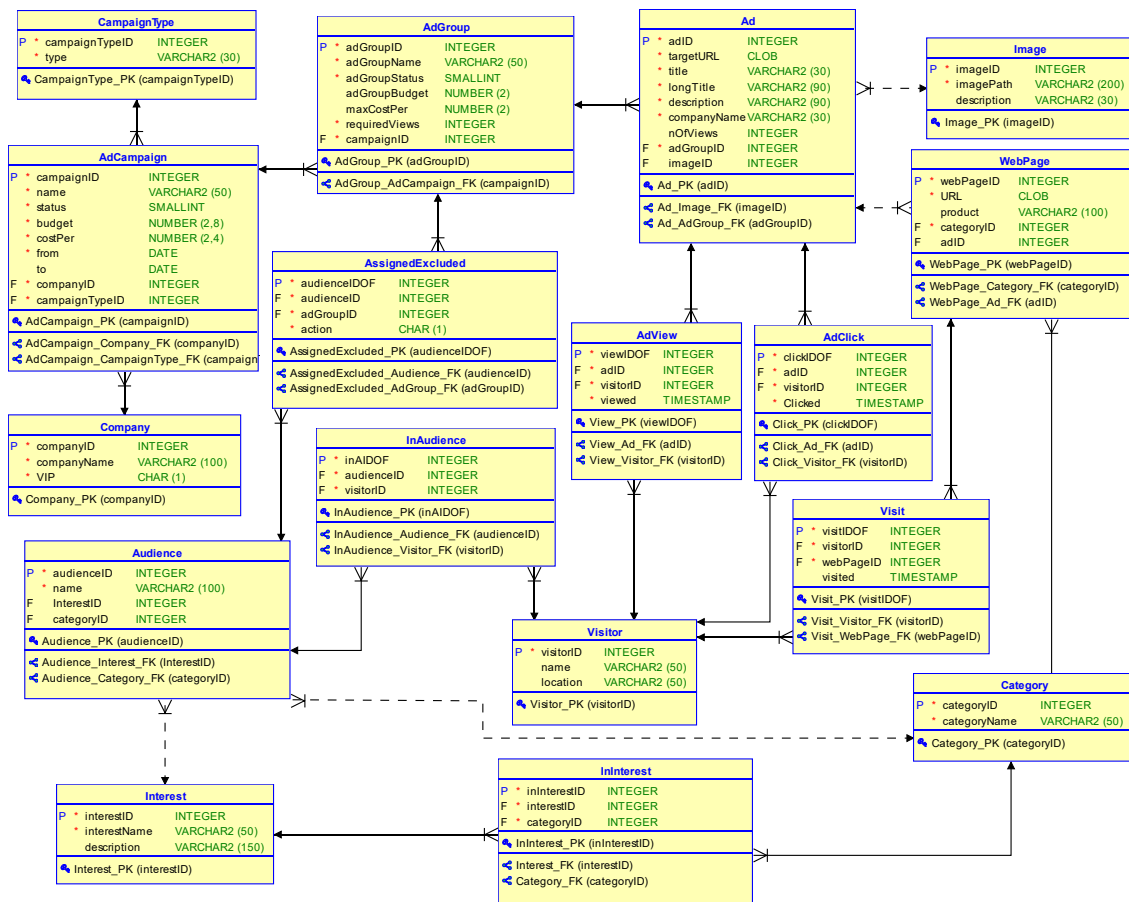 CampaignType
P * campaignTypeID INTEGER
* type VARCHAR2 (30)
CampaignType_PK (campaignTypeID)
AdGroup
P * adGroupID INTEGER
* adGroupName VARCHAR2 (50)
* adGroupStatus SMALLINT
adGroupBudget NUMBER (2)
maxCostPer NUMBER (2)
* requiredViews INTEGER
F * campaignID INTEGER
AdGroup_PK (adGroupID)
AdGroup_AdCampaign_FK (campaignID)
Ad
P * adID INTEGER
* targetURL CLOB
* title VARCHAR2 (30)
* longTitle VARCHAR2 (90)
* description VARCHAR2 (90)
* companyName VARCHAR2 (30)
nOfViews INTEGER
F * adGroupID INTEGER
F imageID INTEGER
Ad_PK (adID)
Ad_Image_FK (imageID)
Ad_AdGroup_FK (adGroupID)
Image
P * imageID INTEGER
* imagePath VARCHAR2 (200)
description VARCHAR2 (30)
Image_PK (imageID)
AdCampaign
P * campaignID INTEGER
* name VARCHAR2 (50)
* status SMALLINT
* budget NUMBER (2,8)
* costPer NUMBER (2,4)
* from DATE
to DATE
F * companyID INTEGER
F * campaignTypeID INTEGER
AdCampaign_PK (campaignID)
AdCampaign_Company_FK (companyID)
AdCampaign_CampaignType_FK (campaign
WebPage
P * webPageID INTEGER
* URL CLOB
product VARCHAR2 (100)
F * categoryID INTEGER
F adID INTEGER
WebPage_PK (webPageID)
WebPage_Category_FK (categoryID)
WebPage_Ad_FK (adID)
AssignedExcluded
P * audienceIDOF INTEGER
F * audienceID INTEGER
F * adGroupID INTEGER
* action CHAR (1)
AssignedExcluded_PK (audienceIDOF)
AssignedExcluded_Audience_FK (audienceID)
AssignedExcluded_AdGroup_FK (adGroupID)
AdView
P * viewIDOF INTEGER
F * adID INTEGER
F * visitorID INTEGER
* viewed TIMESTAMP
View_PK (viewIDOF)
View_Ad_FK (adID)
View_Visitor_FK (visitorID)
AdClick
P * clickIDOF INTEGER
F * adID INTEGER
F * visitorID INTEGER
* Clicked TIMESTAMP
Click_PK (clickIDOF)
Click_Ad_FK (adID)
Click_Visitor_FK (visitorID)
Company
P * companyID INTEGER
* companyName VARCHAR2 (100)
* VIP CHAR (1)
Company_PK (companyID)
InAudience
P * inAIDOF INTEGER
F * audienceID INTEGER
F * visitorID INTEGER
InAudience_PK (inAIDOF)
InAudience_Audience_FK (audienceID)
InAudience_Visitor_FK (visitorID)
Visit
P * visitIDOF INTEGER
F * visitorID INTEGER
F * webPageID INTEGER
visited TIMESTAMP
Visit_PK (visitIDOF)
Visit_Visitor_FK (visitorID)
Visit_WebPage_FK (webPageID)
Audience
P * audienceID INTEGER
* name VARCHAR2 (100)
F InterestID INTEGER
F categoryID INTEGER
Audience_PK (audienceID)
Audience_Interest_FK (InterestID)
Audience_Category_FK (categoryID)
Visitor
P * visitorID INTEGER
name VARCHAR2 (50)
location VARCHAR2 (50)
Visitor_PK (visitorID)
Category
P * categoryID INTEGER
* categoryName VARCHAR2 (50)
Category_PK (categoryID)
Interest
P * interestID INTEGER
* interestName VARCHAR2 (50)
description VARCHAR2 (150)
Interest_PK (interestID)
InInterest
P * inInterestID INTEGER
F * interestID INTEGER
F * categoryID INTEGER
InInterest_PK (inInterestID)
Interest_FK (interestID)
Category_FK (categoryID)